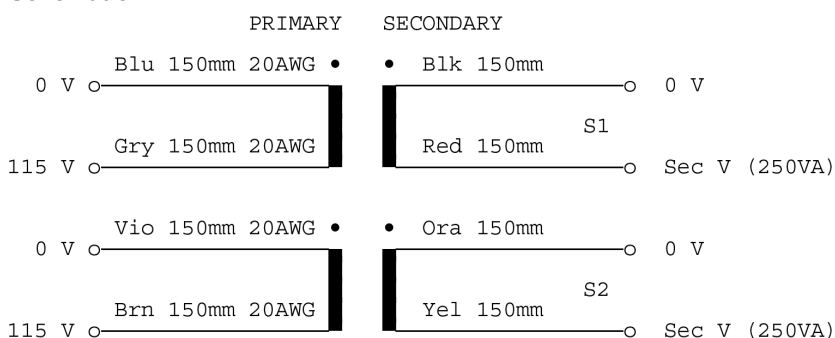 PRIMARY SECONDARY
Blu 150mm 20AWG • • Blk 150mm
0 V 0 V
S1
Gry 150mm 20AWG Red 150mm
115 V Sec V (250VA)
Vio 150mm 20AWG • • Ora 150mm
0 V 0 V
S2
Brn 150mm 20AWG Yel 150mm
115 V Sec V (250VA)